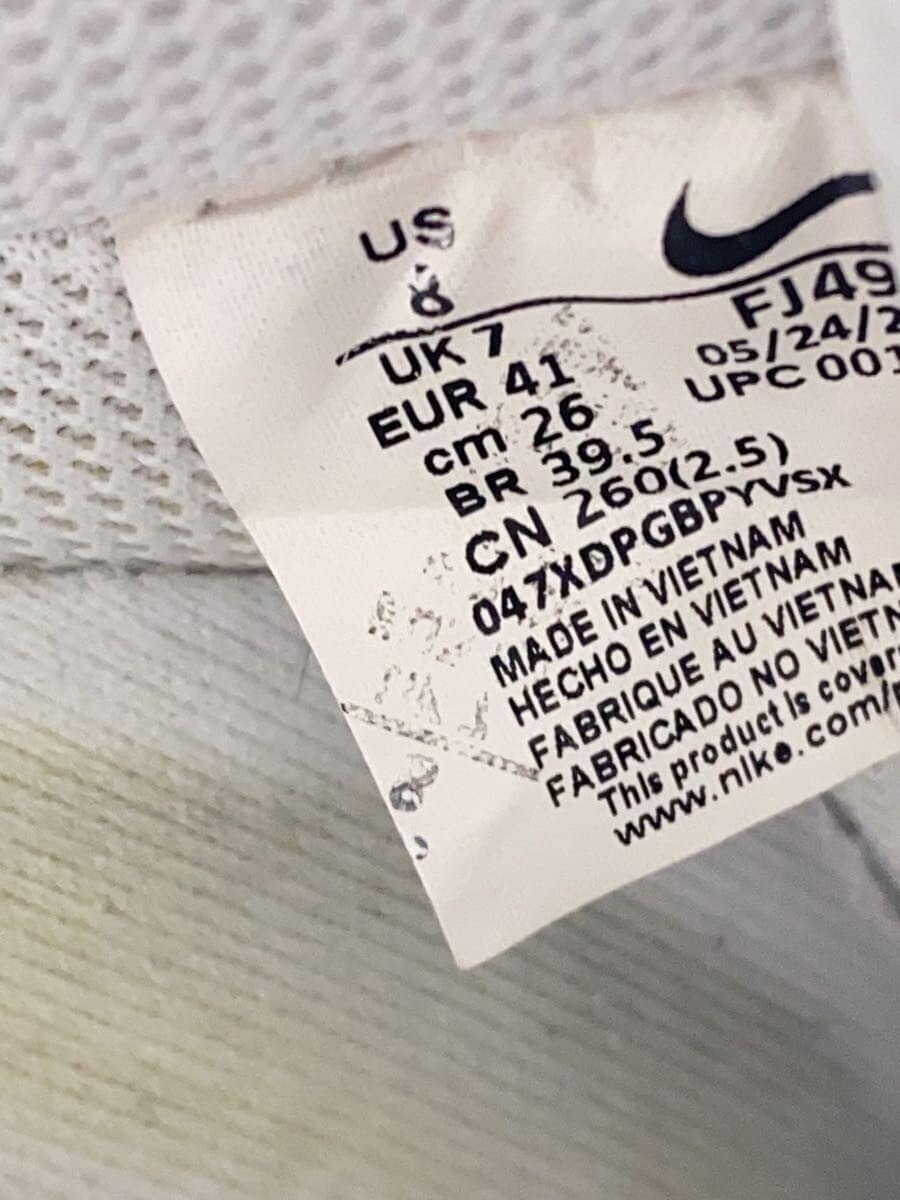 US
8
UK 7
EUR 41
cm 26
BR 39.5
CN 260(2.5)
047XDPGBPYVSX
MADE IN VIETNAM
HECHO EN VIETNAM
FABRIQUE AU VIETNA
FABRICADO NO VIETN
This product is cover
www.nike.com/p
FJ49
05/24/2
UPC 001